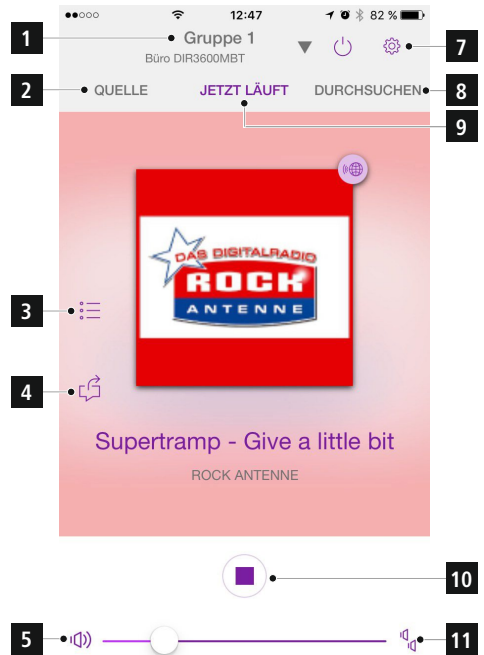 12:47
82 %
1
Gruppe 1
Büro DIR3600MBT
7
2
QUELLE
JETZT LÄUFT
DURCHSUCHEN
8
9
DAS DIGITALRADIO
ROCK
ANTENNE
3
4
Supertramp - Give a little bit
ROCK ANTENNE
10
5
11